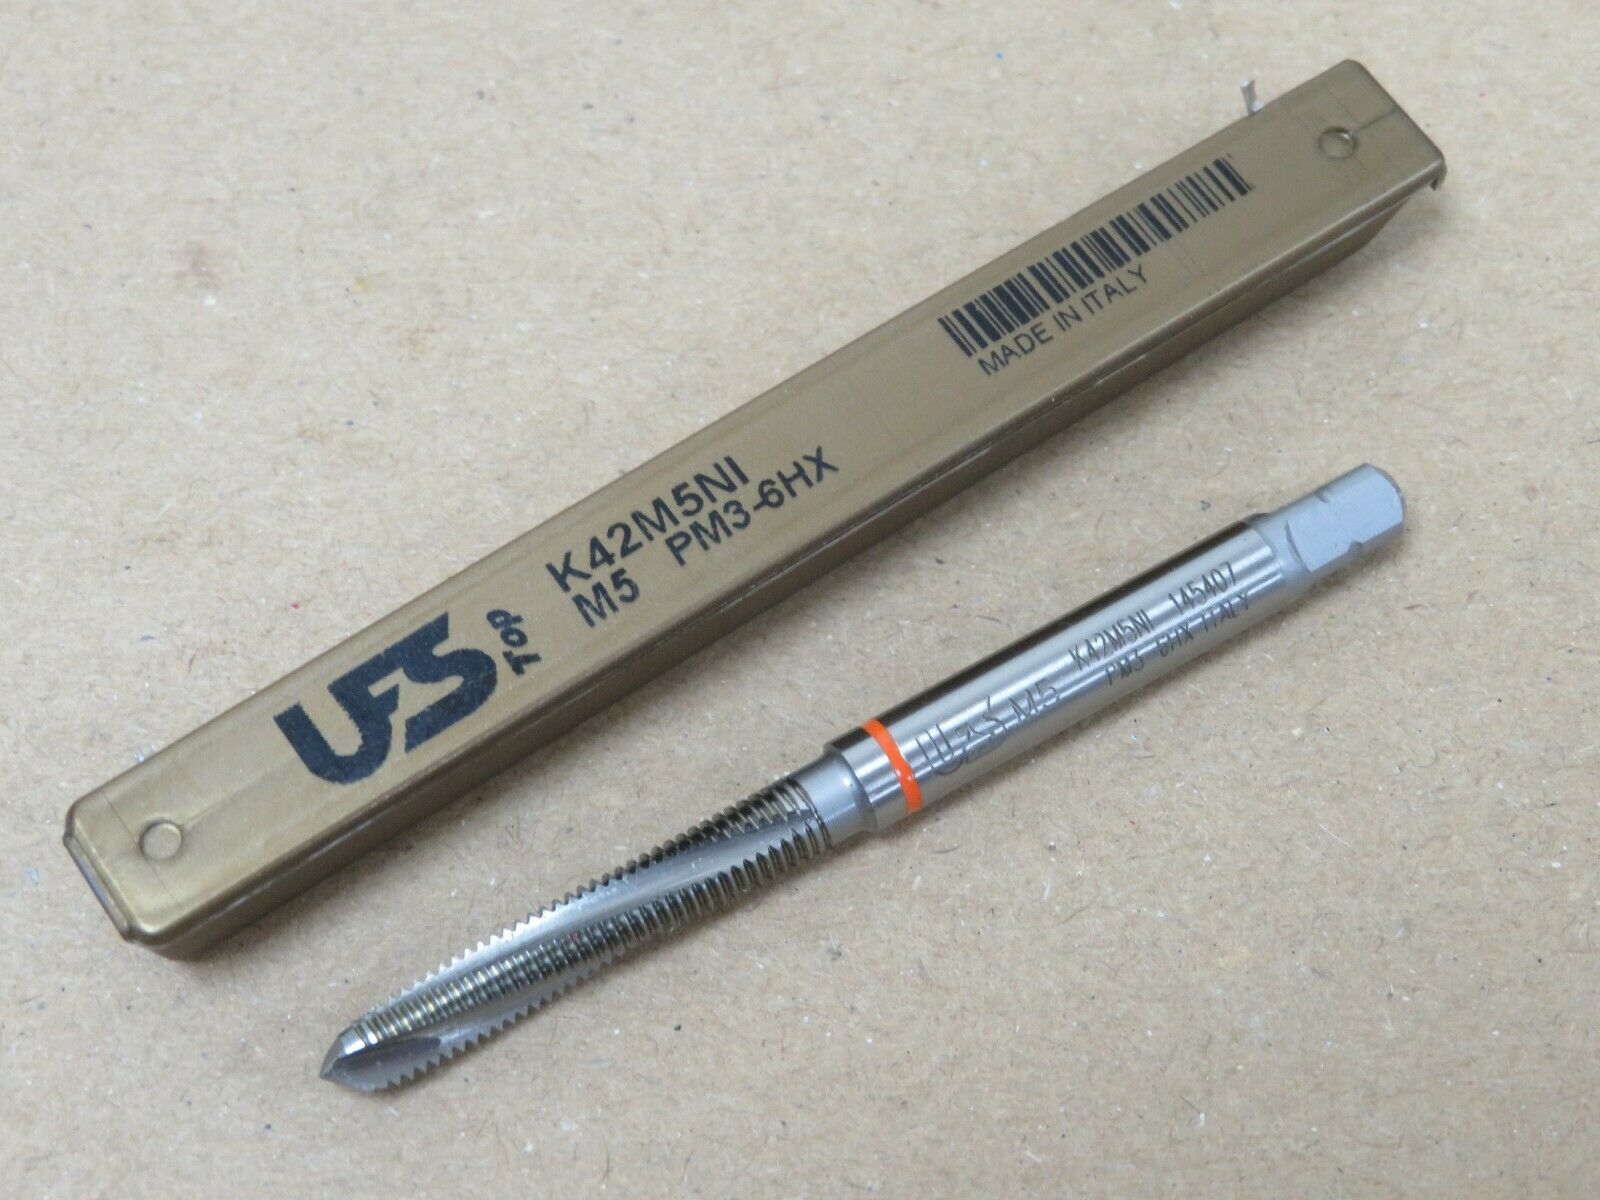 UFS TOP
K42M5NI
M5 PM3-6HX
MADE IN ITALY
UFS M5 K42M5NI 145407
PM3 6HX ITALY